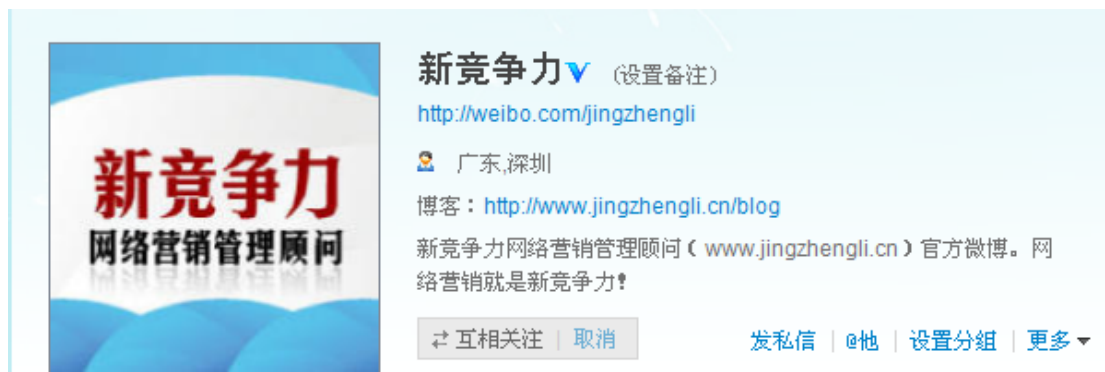 新竞争力
网络营销管理顾问
新竞争力 (设置备注)
http://weibo.com/jingzhengli
广东,深圳
博客：http://www.jingzhengli.cn/blog
新竞争力网络营销管理顾问（www.jingzhengli.cn）官方微博。网
络营销就是新竞争力！
互相关注 | 取消 发私信 | @他 | 设置分组 | 更多